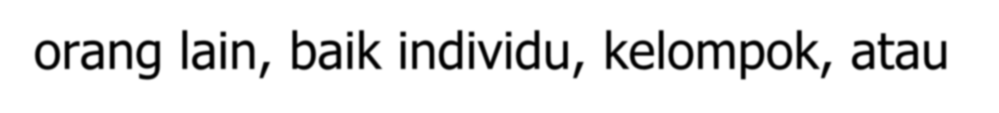 orang lain, baik individu, kelompok, atau